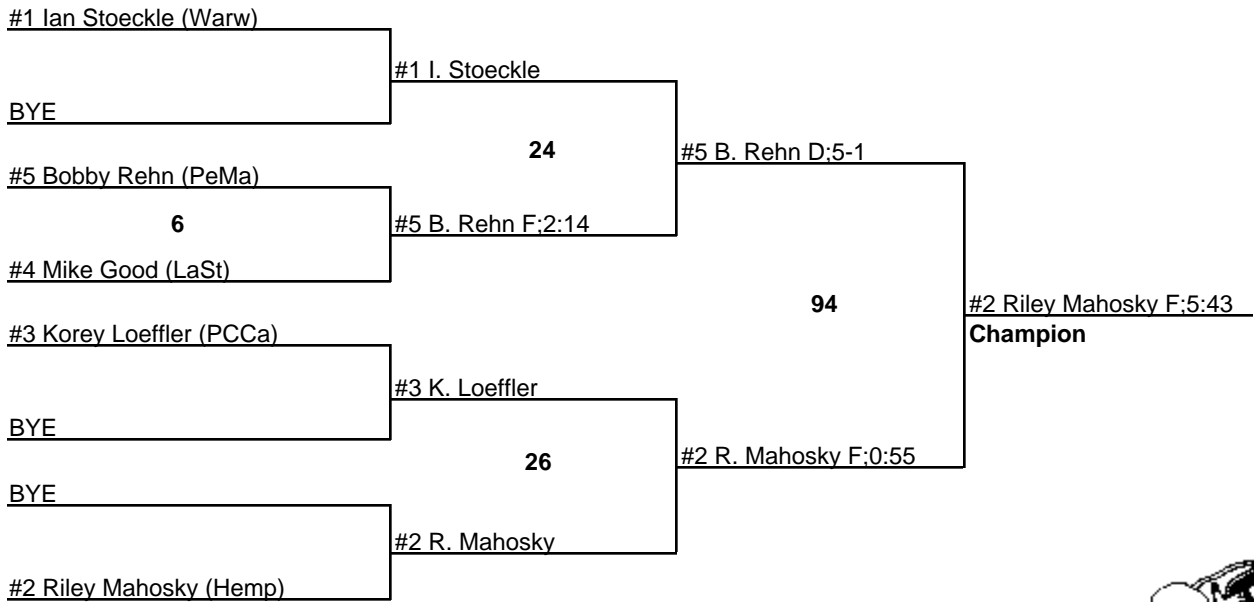 #1 Ian Stoeckle (Warw)
#1 I. Stoeckle
BYE
24
#5 B. Rehn D;5-1
#5 Bobby Rehn (PeMa)
6
#5 B. Rehn F;2:14
#4 Mike Good (LaSt)
94
#2 Riley Mahosky F;5:43
Champion
#3 Korey Loeffler (PCCa)
#3 K. Loeffler
BYE
26
#2 R. Mahosky F;0:55
BYE
#2 R. Mahosky
#2 Riley Mahosky (Hemp)